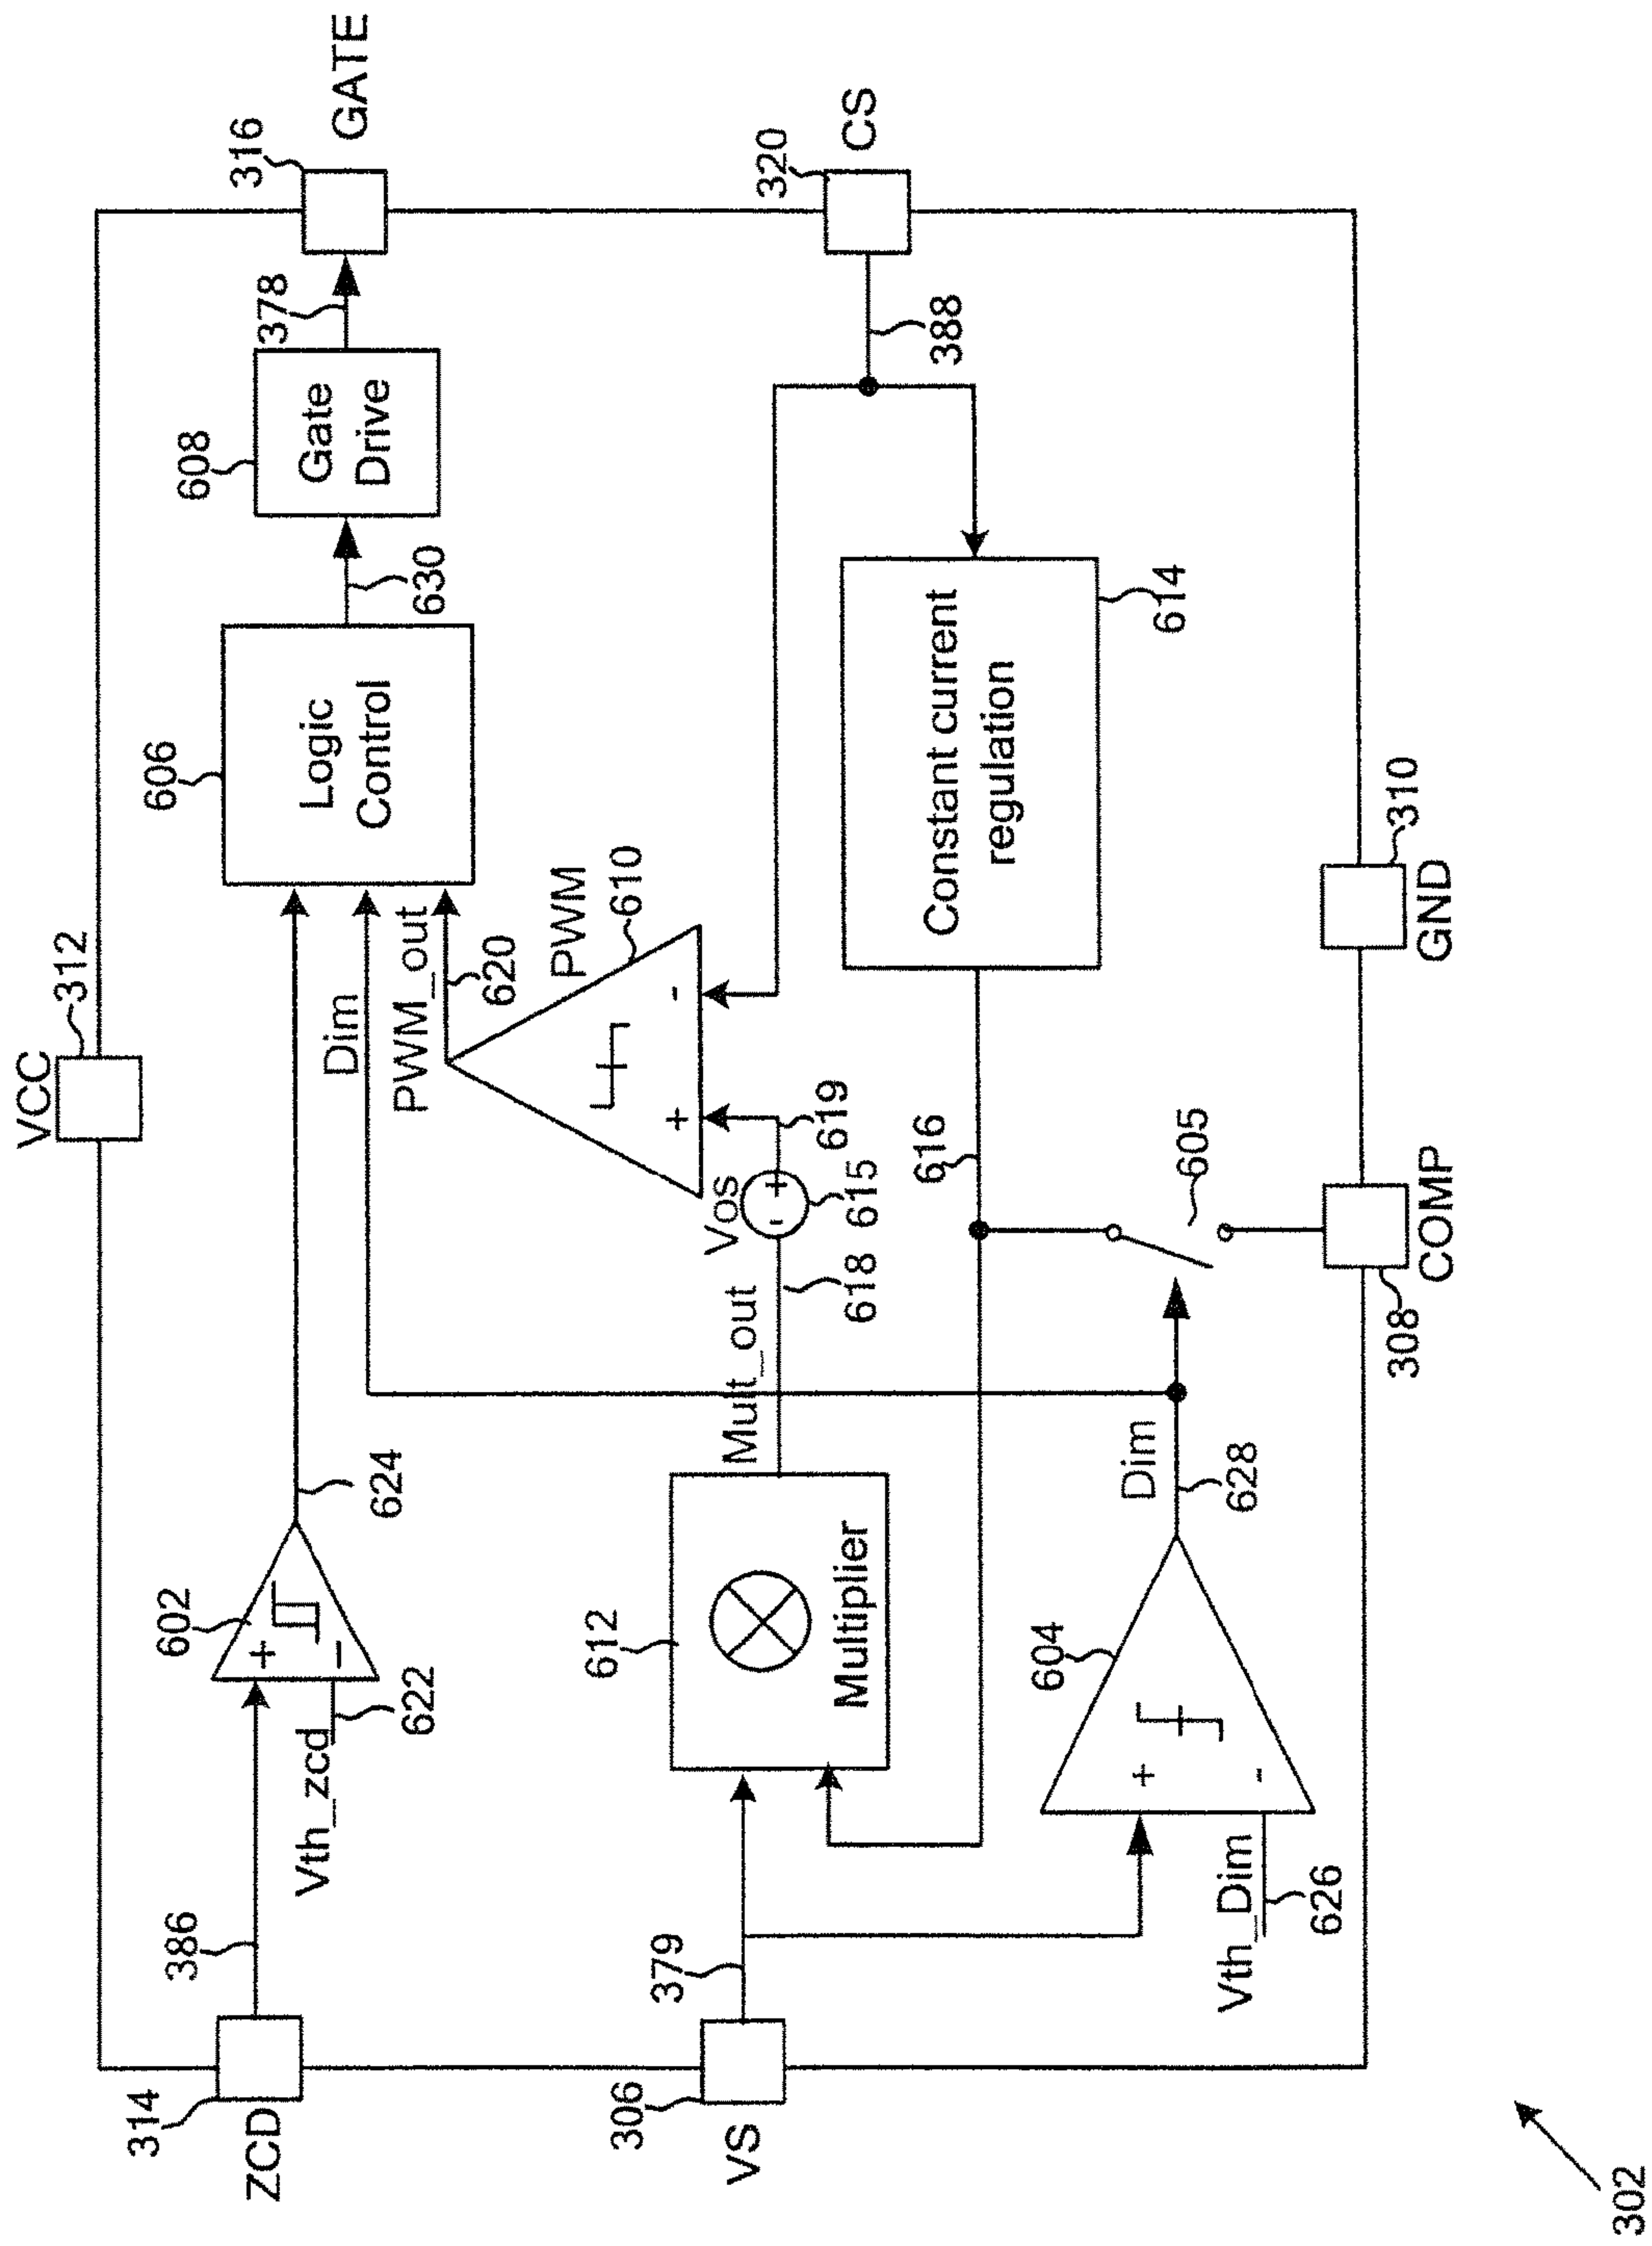 VCC
312
314
ZCD
386
602
+
−
Vth_zcd
622
624
606
Logic
Control
630
608
Gate
Drive
378
316
GATE
Dim
PWM_out
620
PWM
610
+
-
306
VS
379
612
Multiplier
Mult_out
618
Vos
-
+
615
619
320
CS
388
Constant current
regulation
614
616
604
+
-
Vth_Dim
626
Dim
628
605
308
COMP
310
GND
302